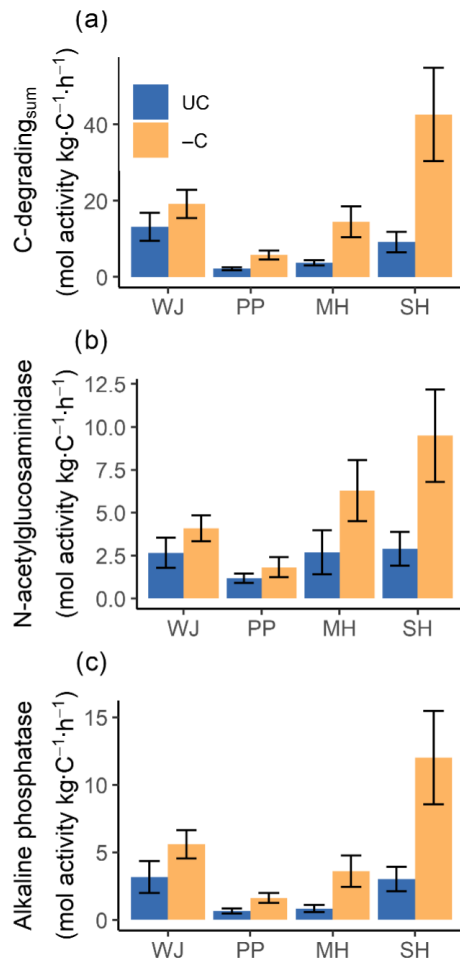 (a)
C-degrading_sum
(mol activity kg·C⁻¹·h⁻¹)
40
20
0
UC
–C
WJ PP MH SH
(b)
N-acetylglucosaminidase
(mol activity kg·C⁻¹·h⁻¹)
12.5
10.0
7.5
5.0
2.5
0.0
WJ PP MH SH
(c)
Alkaline phosphatase
(mol activity kg·C⁻¹·h⁻¹)
15
10
5
0
WJ PP MH SH